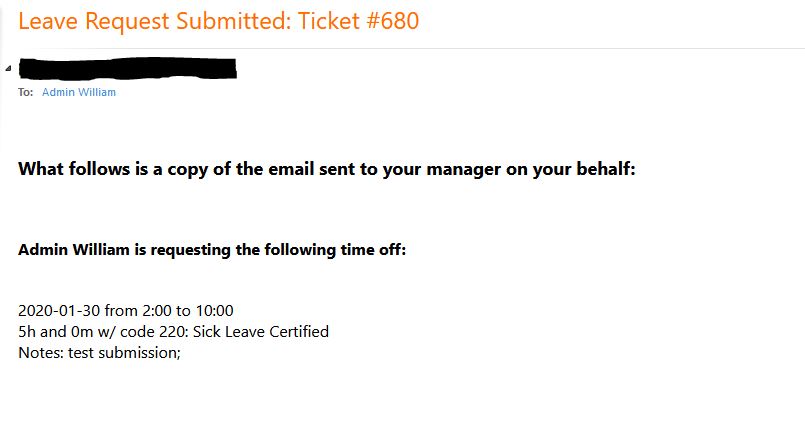 Leave Request Submitted: Ticket #680
To: Admin William
What follows is a copy of the email sent to your manager on your behalf:
Admin William is requesting the following time off:
2020-01-30 from 2:00 to 10:00
5h and 0m w/ code 220: Sick Leave Certified
Notes: test submission;